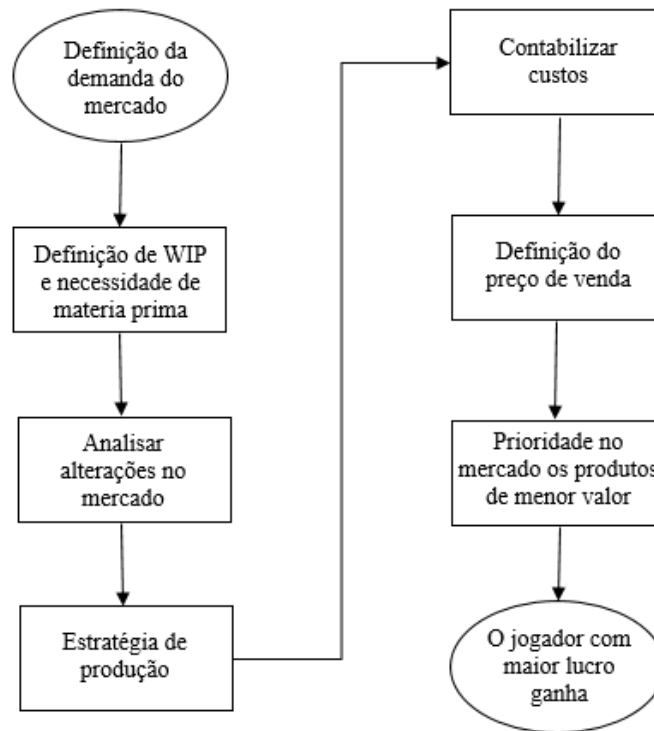 Definição da
demanda do
mercado
Definição de WIP
e necessidade de
materia prima
Analisar
alterações no
mercado
Estratégia de
produção
Contabilizar
custos
Definição do
preço de venda
Prioridade no
mercado os produtos
de menor valor
O jogador com
maior lucro
ganha